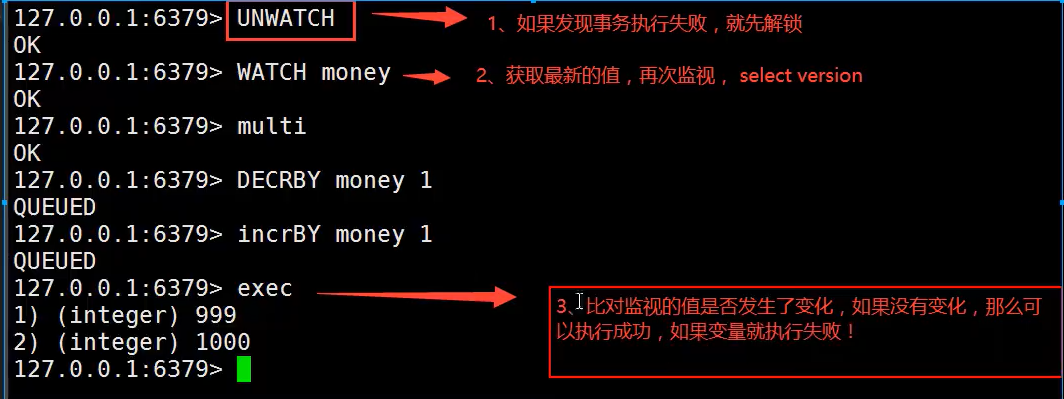 127.0.0.1:6379> UNWATCH
1、如果发现事务执行失败，就先解锁
OK
127.0.0.1:6379> WATCH money
2、获取最新的值，再次监视， select version
OK
127.0.0.1:6379> multi
OK
127.0.0.1:6379> DECRBY money 1
QUEUED
127.0.0.1:6379> incrBY money 1
QUEUED
127.0.0.1:6379> exec
3、比对监视的值是否发生了变化，如果没有变化，那么可
以执行成功，如果变量就执行失败！
1) (integer) 999
2) (integer) 1000
127.0.0.1:6379>